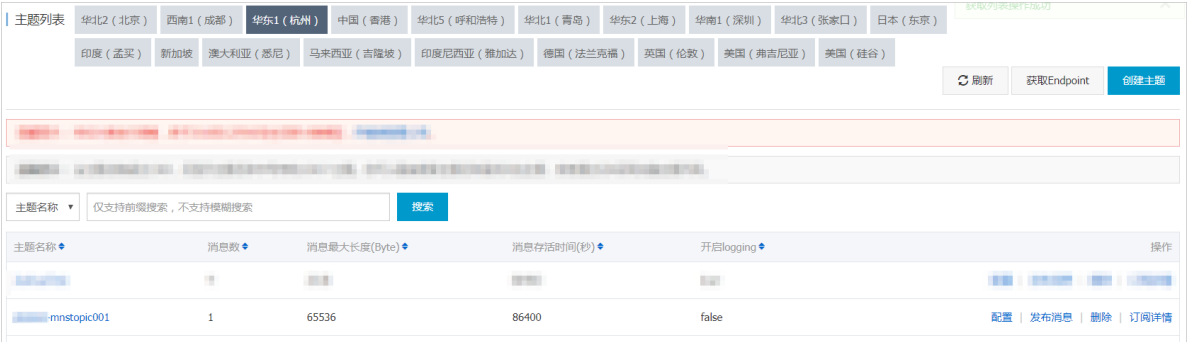 主题列表 华北2（北京） 西南1（成都） 华东1（杭州） 中国（香港） 华北5（呼和浩特） 华北1（青岛） 华东2（上海） 华南1（深圳） 华北3（张家口） 日本（东京） 获取列表操作成功
印度（孟买） 新加坡 澳大利亚（悉尼） 马来西亚（吉隆坡） 印度尼西亚（雅加达） 德国（法兰克福） 英国（伦敦） 美国（弗吉尼亚） 美国（硅谷）
刷新 获取Endpoint 创建主题
主题名称 仅支持前缀搜索，不支持模糊搜索 搜索
主题名称 消息数 消息最大长度(Byte) 消息存活时间(秒) 开启logging 操作
-mnstopic001 1 65536 86400 false 配置 | 发布消息 | 删除 | 订阅详情